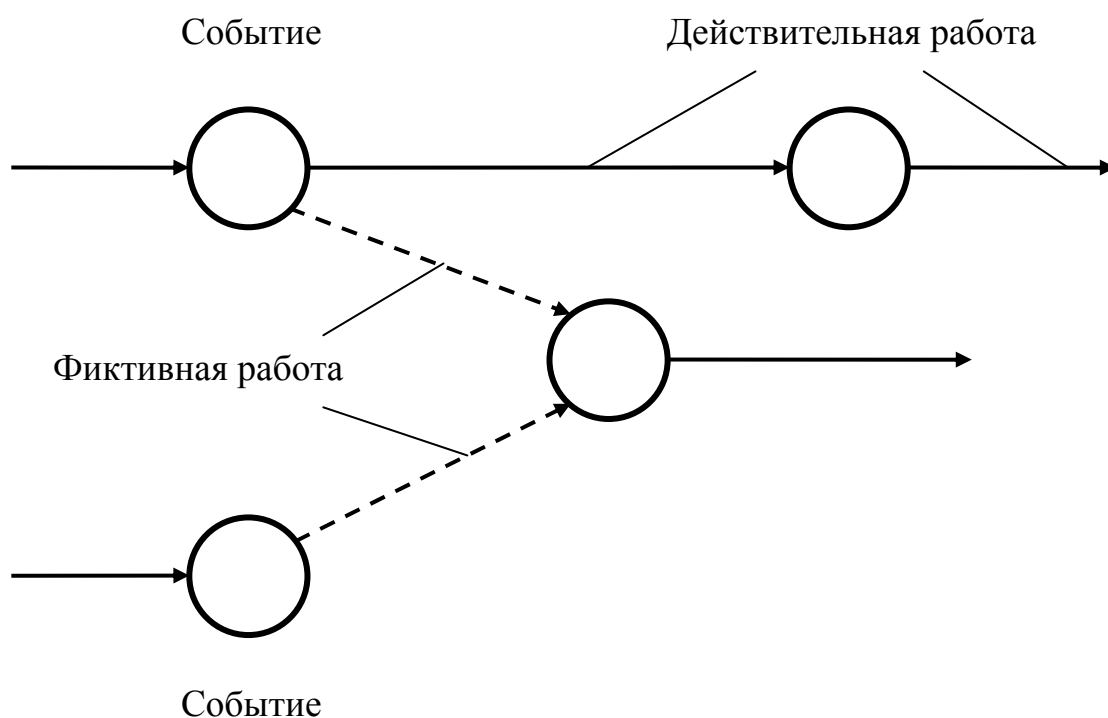 Событие
Действительная работа
Фиктивная работа
Событие